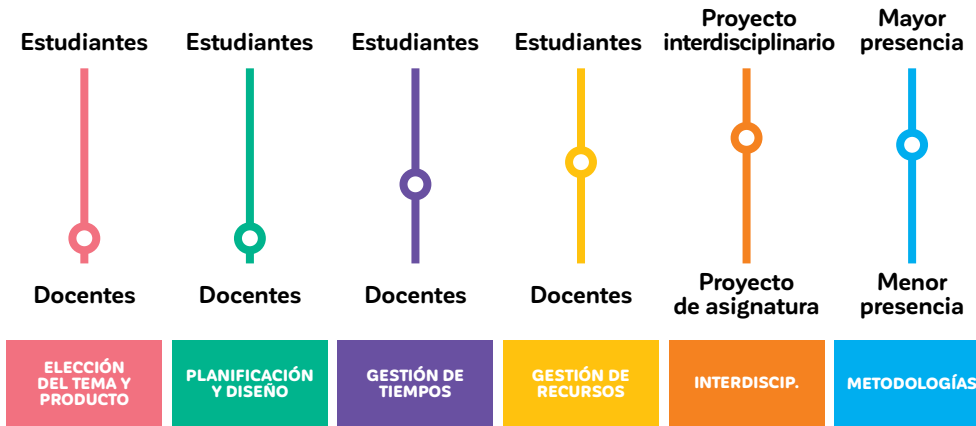 Estudiantes
Estudiantes
Estudiantes
Estudiantes
Proyecto
interdisciplinario
Mayor
presencia
Docentes
Docentes
Docentes
Docentes
Proyecto
de asignatura
Menor
presencia
ELECCIÓN
DEL TEMA Y
PRODUCTO
PLANIFICACIÓN
Y DISEÑO
GESTIÓN DE
TIEMPOS
GESTIÓN DE
RECURSOS
INTERDISCIP.
METODOLOGÍAS